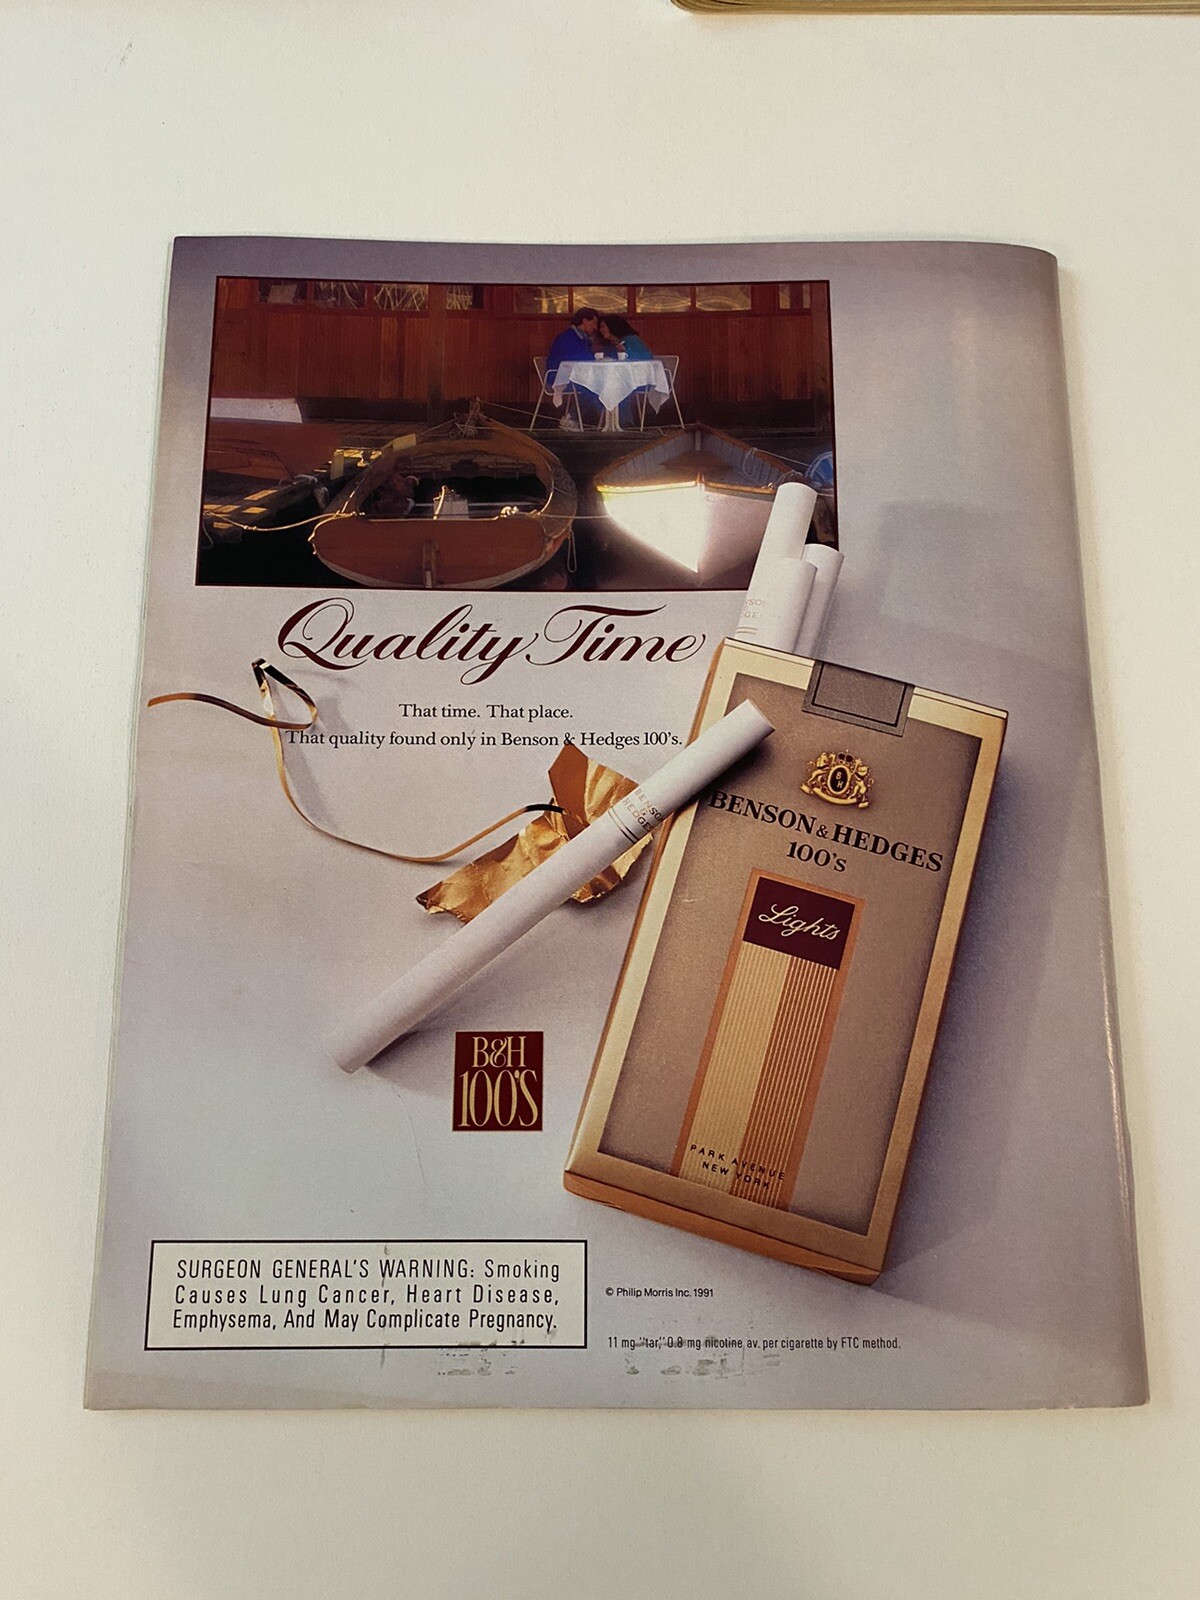 Quality Time
That time. That place.
That quality found only in Benson & Hedges 100's.
BENSON
&
HEDGES
B
H
BENSON & HEDGES
100's
Lights
PARK AVENUE
NEW YORK
B&H
100'S
SURGEON GENERAL'S WARNING: Smoking
Causes Lung Cancer, Heart Disease,
Emphysema, And May Complicate Pregnancy.
© Philip Morris Inc. 1991
11 mg "tar," 0.8 mg nicotine av. per cigarette by FTC method.